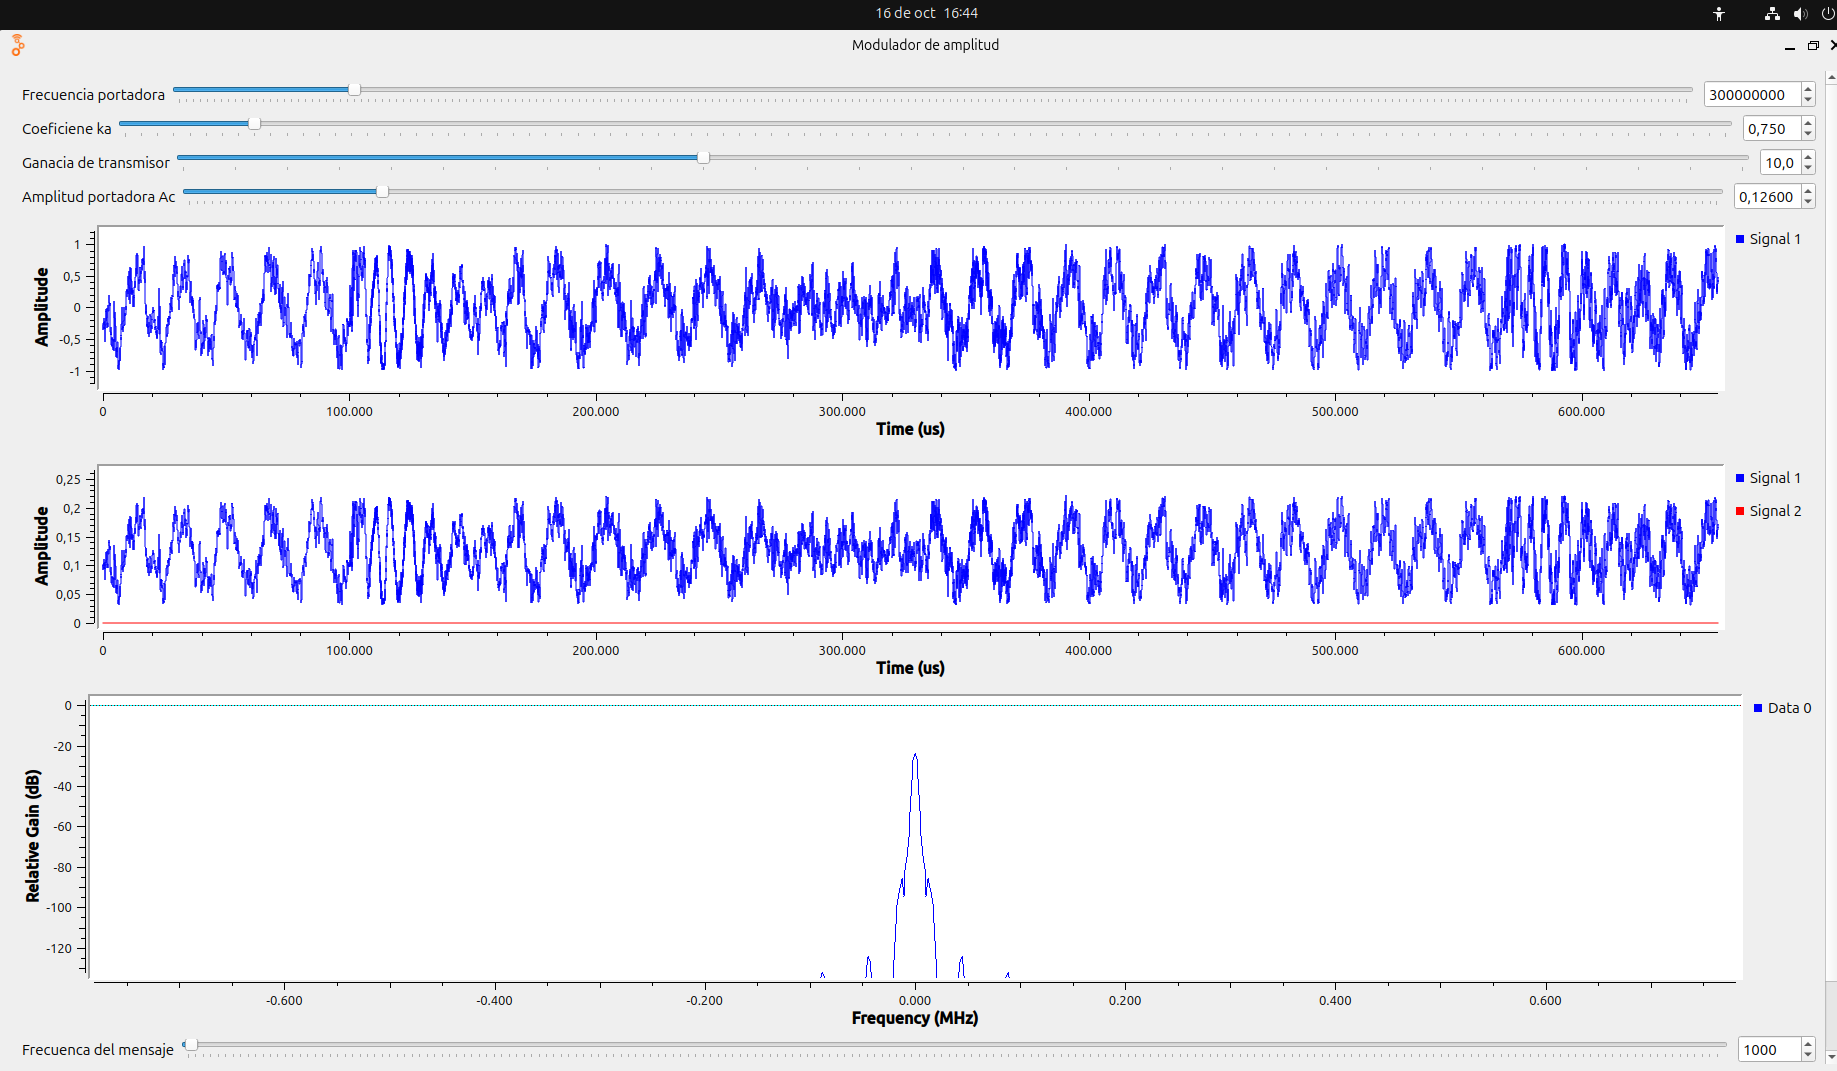 16 de oct 16:44
Modulador de amplitud
Frecuencia portadora 300000000
Coeficiene ka 0,750
Ganacia de transmisor 10,0
Amplitud portadora Ac 0,12600
Amplitude
1
0,5
0
-0,5
-1
Signal 1
0 100.000 200.000 300.000 400.000 500.000 600.000
Time (us)
Amplitude
0,25
0,2
0,15
0,1
0,05
0
Signal 1
Signal 2
0 100.000 200.000 300.000 400.000 500.000 600.000
Time (us)
Relative Gain (dB)
0
-20
-40
-60
-80
-100
-120
Data 0
-0.600 -0.400 -0.200 0.000 0.200 0.400 0.600
Frequency (MHz)
Frecuenca del mensaje 1000